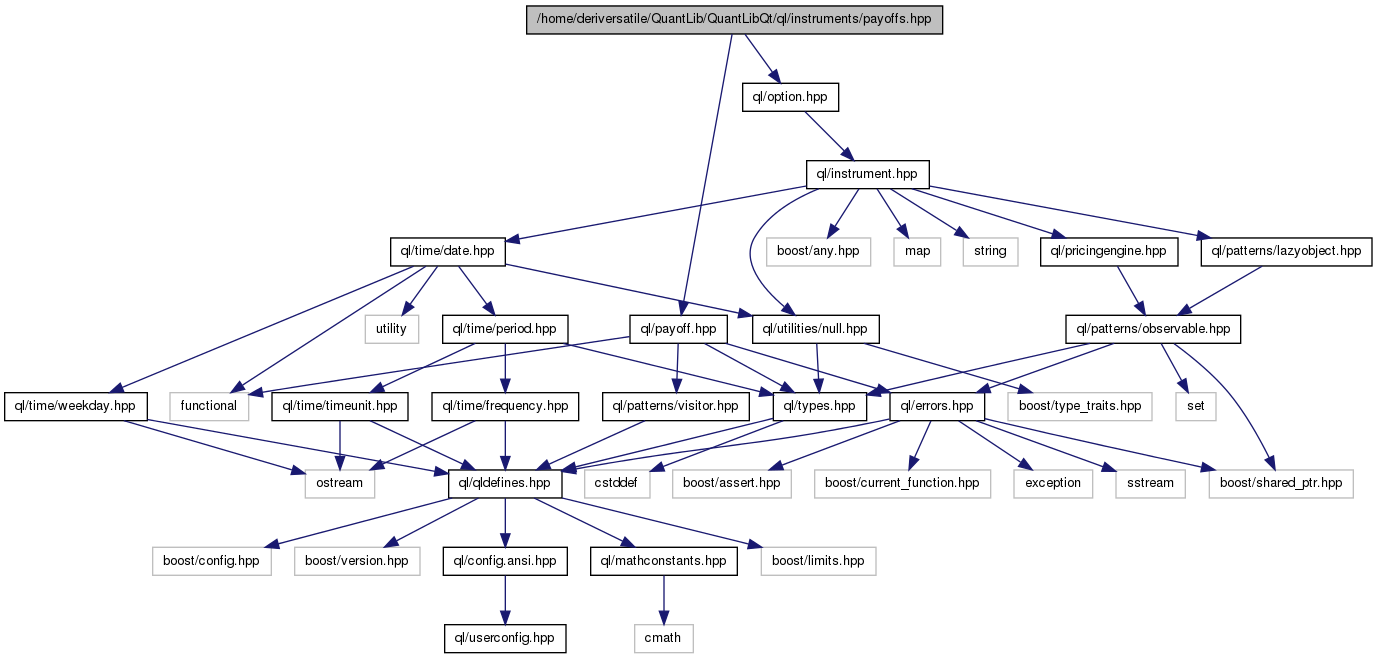 /home/deriversatile/QuantLib/QuantLibQt/ql/instruments/payoffs.hpp
ql/option.hpp
ql/instrument.hpp
ql/time/date.hpp
boost/any.hpp
map
string
ql/pricingengine.hpp
ql/patterns/lazyobject.hpp
utility
ql/time/period.hpp
ql/payoff.hpp
ql/utilities/null.hpp
ql/patterns/observable.hpp
ql/time/weekday.hpp
functional
ql/time/timeunit.hpp
ql/time/frequency.hpp
ql/patterns/visitor.hpp
ql/types.hpp
ql/errors.hpp
boost/type_traits.hpp
set
ostream
ql/qldefines.hpp
cstddef
boost/assert.hpp
boost/current_function.hpp
exception
sstream
boost/shared_ptr.hpp
boost/config.hpp
boost/version.hpp
ql/config.ansi.hpp
ql/mathconstants.hpp
boost/limits.hpp
ql/userconfig.hpp
cmath